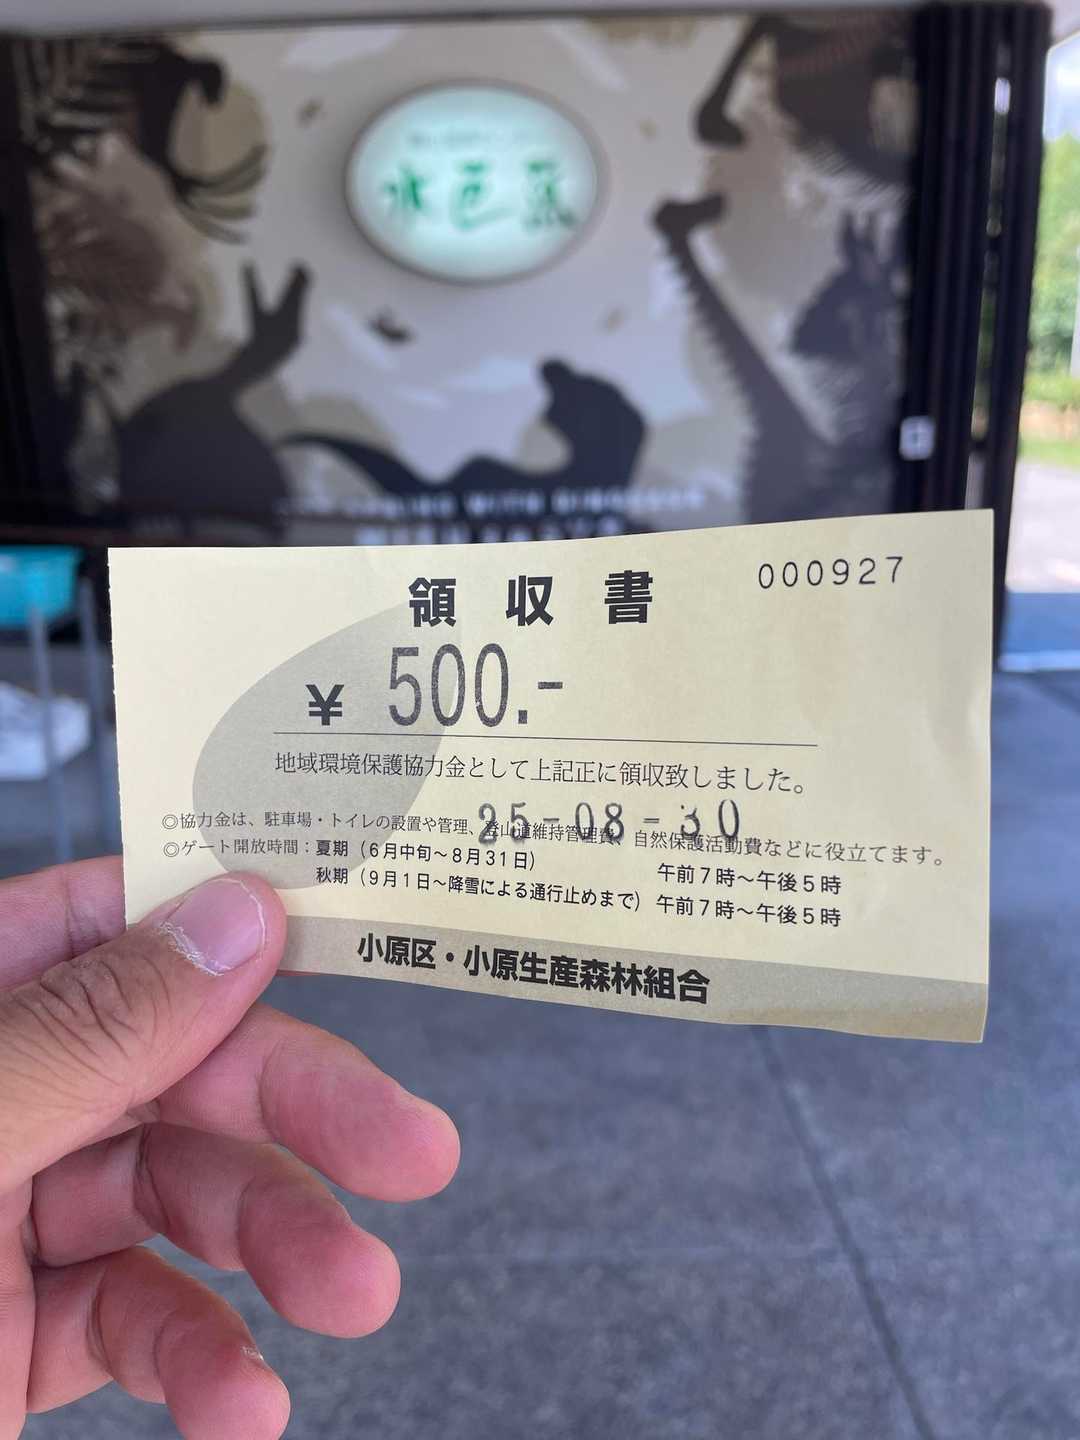 水芭蕉
領収書
000927
¥ 500.-
地域環境保護協力金として上記正に領収致しました。
25-08-30
◎協力金は、駐車場・トイレの設置や管理、登山道維持管理費、自然保護活動費などに役立てます。
◎ゲート開放時間：夏期（6月中旬～8月31日） 午前7時～午後5時
秋期（9月1日～降雪による通行止めまで） 午前7時～午後5時
小原区・小原生産森林組合